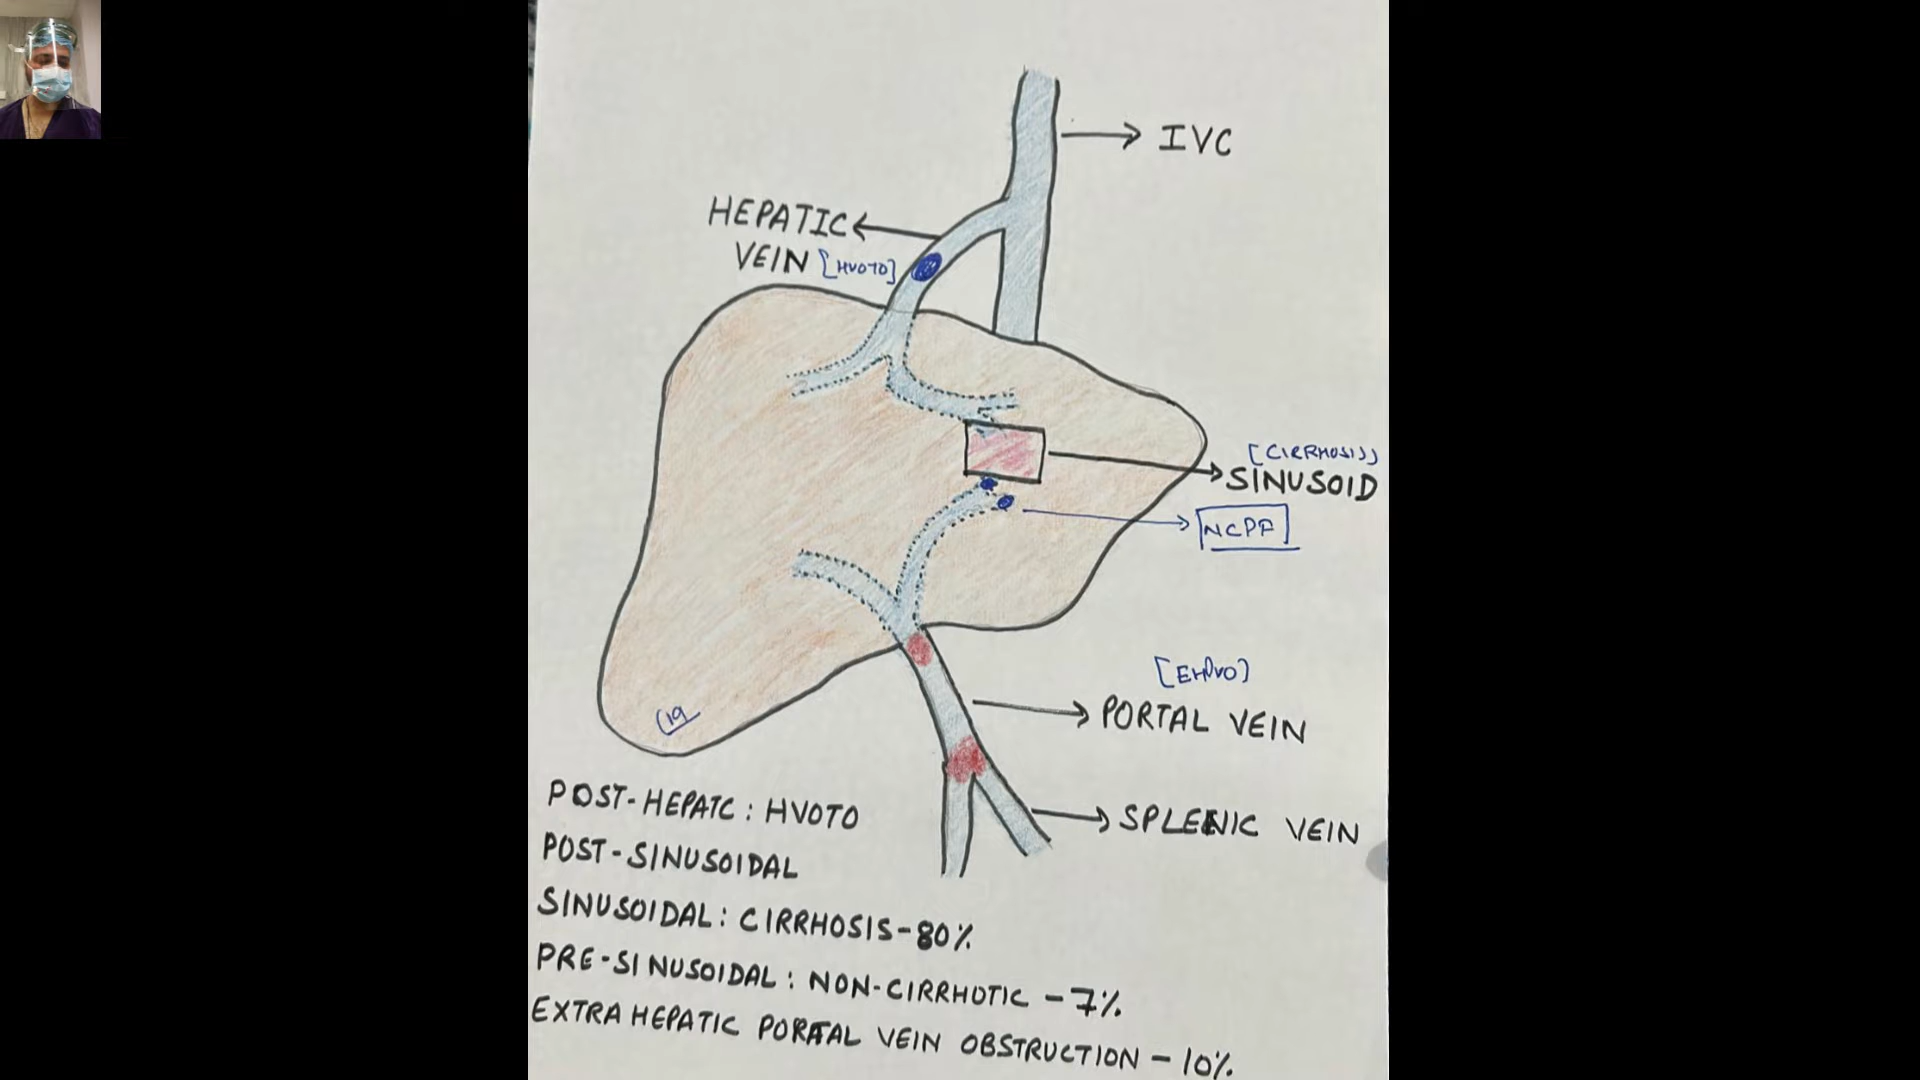 IVC
HEPATIC
VEIN [HVOTO]
[CIRRHOSIS]
SINUSOID
NCPF
[EHPVO]
PORTAL VEIN
SPLENIC VEIN
POST-HEPATC : HVOTO
POST-SINUSOIDAL
SINUSOIDAL : CIRRHOSIS-80%
PRE-SINUSOIDAL : NON-CIRRHOTIC - 7%
EXTRA HEPATIC PORTAL VEIN OBSTRUCTION - 10%